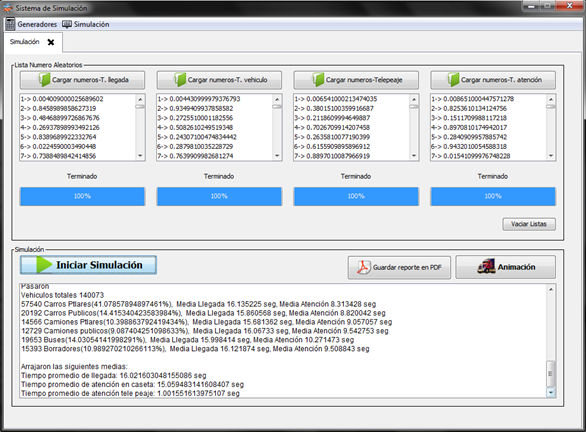 Sistema de Simulación
Generadores Simulación
Simulación
Lista Numero Aleatorios
Cargar numeros-T. llegada
Cargar numeros-T. vehiculo
Cargar numeros-Telepeaje
Cargar numeros-T. atención
1-> 0.004090000025689602
2-> 0.8458989858627319
3-> 0.4846899726867676
4-> 0.26937898993492126
5-> 0.8389689922332764
6-> 0.0224590003490448
7-> 0.7388489842414856
1-> 0.004430999979376793
2-> 0.9349409937858582
3-> 0.2725510001182556
4-> 0.5082610249519348
5-> 0.24307100474834442
6-> 0.28798010035228729
7-> 0.7639909982681274
1-> 0.006541000213474035
2-> 0.3801500359916687
3-> 0.2118609994649887
4-> 0.7026709914207458
5-> 0.2635810077190399
6-> 0.6155909895896912
7-> 0.8897010087966919
1-> 0.008651000447571278
2-> 0.8253610134124756
3-> 0.1511709988117218
4-> 0.8970810174942017
5-> 0.2840909957885742
6-> 0.9432010054588318
7-> 0.01541099976748228
Terminado
Terminado
Terminado
Terminado
100%
100%
100%
100%
Vaciar Listas
Simulación
Iniciar Simulación
Guardar reporte en PDF
Animación
Pasaron
Vehiculos totales 140073
57540 Carros Ptlares(41.07857894897461%), Media Llegada 16.135225 seg, Media Atención 8.313428 seg
20192 Carros Publicos(14.415340423583984%), Media Llegada 15.860568 seg, Media Atención 8.820042 seg
14566 Camiones Ptlares(10.398863792419434%), Media Llegada 15.681362 seg, Media Atención 9.057057 seg
12729 Camiones publicos(9.087404251098633%), Media Llegada 16.06733 seg, Media Atención 9.542753 seg
19653 Buses(14.03054141998291%), Media Llegada 15.998414 seg, Media Atención 10.271473 seg
15393 Borradores(10.989270210266113%), Media Llegada 16.121874 seg, Media Atención 9.508843 seg
Arrajaron las siguientes medias:
Tiempo promedio de llegada: 16.021603048155086 seg
Tiempo promedio de atención en caseta: 15.059483141608407 seg
Tiempo promedio de atención tele peaje: 1.001551613975107 seg